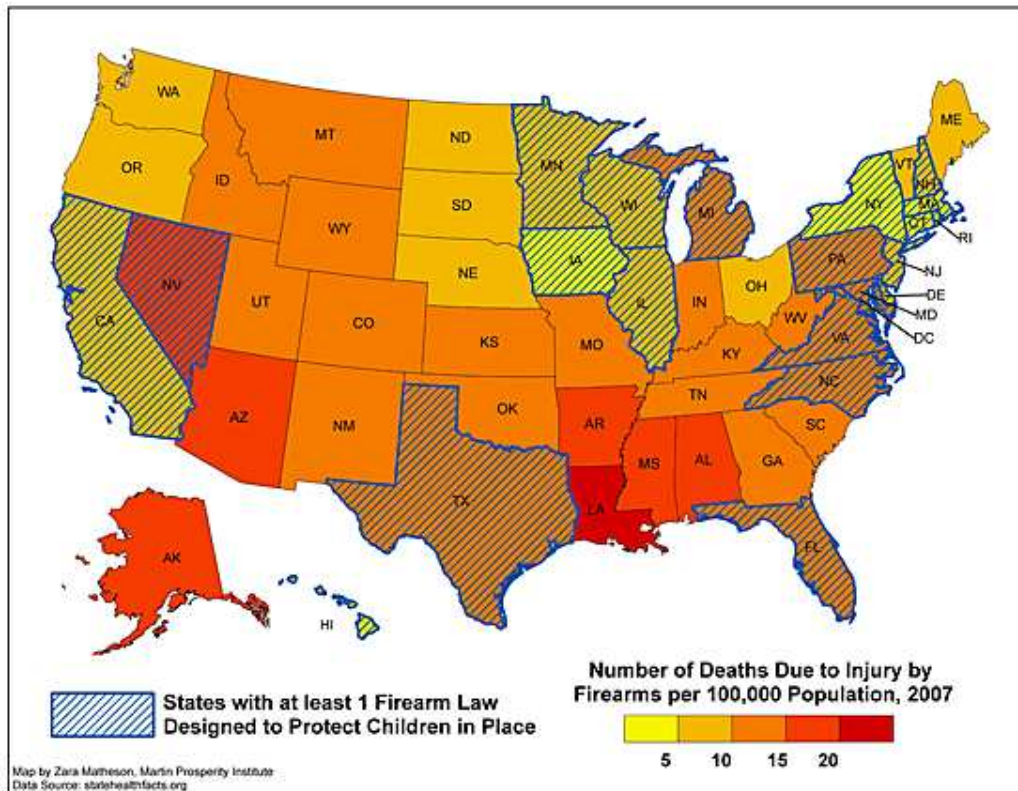 WA
MT
ND
MN
ME
VT
NH
OR
ID
SD
WI
MI
NY
MA
CT
RI
WY
NV
NE
IA
PA
NJ
OH
DE
IL
IN
MD
UT
CA
CO
WV
DC
KS
MO
VA
KY
NC
AZ
NM
OK
TN
AR
SC
MS
AL
GA
TX
LA
AK
FL
HI
Number of Deaths Due to Injury by
Firearms per 100,000 Population, 2007
States with at least 1 Firearm Law
Designed to Protect Children in Place
5 10 15 20
Map by Zara Matheson, Martin Prosperity Institute
Data Source: statehealthfacts.org